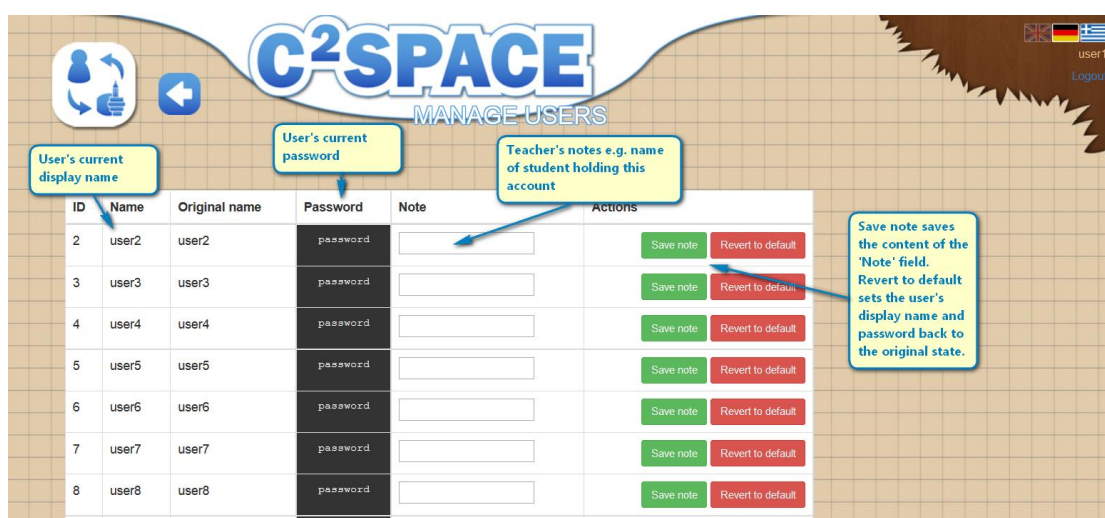 C²SPACE
MANAGE USERS
user1
Logout
User's current
display name
User's current
password
Teacher's notes e.g. name
of student holding this
account
ID Name Original name Password Note Actions
2 user2 user2 password Save note Revert to default
3 user3 user3 password Save note Revert to default
4 user4 user4 password Save note Revert to default
5 user5 user5 password Save note Revert to default
6 user6 user6 password Save note Revert to default
7 user7 user7 password Save note Revert to default
8 user8 user8 password Save note Revert to default
Save note saves
the content of the
'Note' field.
Revert to default
sets the user's
display name and
password back to
the original state.